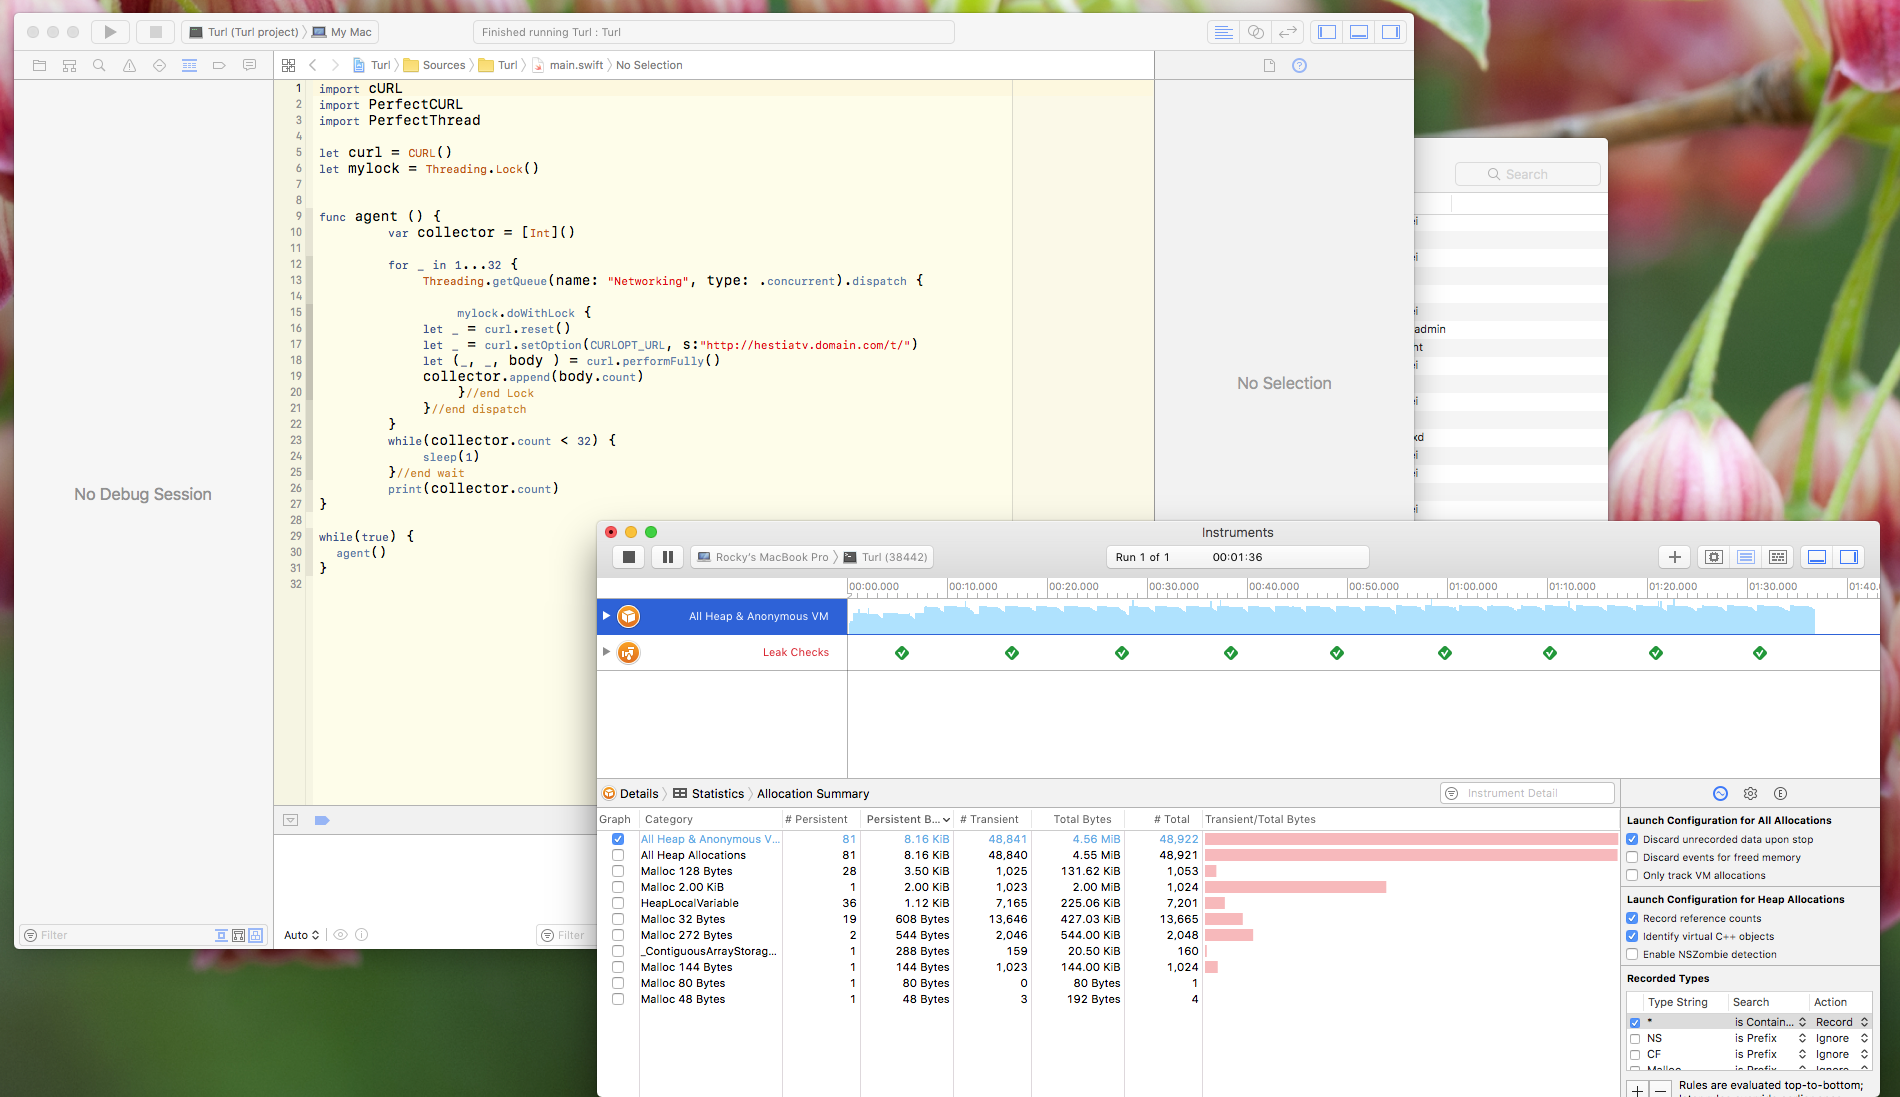 Turl (Turl project) My Mac
Finished running Turl : Turl
Turl Sources Turl main.swift No Selection
1 import cURL
2 import PerfectCURL
3 import PerfectThread
4
5 let curl = CURL()
6 let mylock = Threading.Lock()
7
8
9 func agent () {
10 var collector = [Int]()
11
12 for _ in 1...32 {
13 Threading.getQueue(name: "Networking", type: .concurrent).dispatch {
14
15 mylock.doWithLock {
16 let _ = curl.reset()
17 let _ = curl.setOption(CURLOPT_URL, s:"http://hestiatv.domain.com/t/")
18 let (_, _, body ) = curl.performFully()
19 collector.append(body.count)
20 }//end Lock
21 }//end dispatch
22 }
23 while(collector.count < 32) {
24 sleep(1)
25 }//end wait
26 print(collector.count)
27 }
28
29 while(true) {
30 agent()
31 }
32
No Debug Session
No Selection
Filter
Auto
Filter
Search
ei
ei
ei
admin
nt
ei
ei
xd
ei
ei
ei
Instruments
Rocky's MacBook Pro Turl (38442)
Run 1 of 1 00:01:36
00:00.000 00:10.000 00:20.000 00:30.000 00:40.000 00:50.000 01:00.000 01:10.000 01:20.000 01:30.000 01:40.
All Heap & Anonymous VM
Leak Checks
Details Statistics Allocation Summary
Instrument Detail
Graph Category # Persistent Persistent B... # Transient Total Bytes # Total Transient/Total Bytes
All Heap & Anonymous V... 81 8.16 KiB 48,841 4.56 MiB 48,922
All Heap Allocations 81 8.16 KiB 48,840 4.55 MiB 48,921
Malloc 128 Bytes 28 3.50 KiB 1,025 131.62 KiB 1,053
Malloc 2.00 KiB 1 2.00 KiB 1,023 2.00 MiB 1,024
HeapLocalVariable 36 1.12 KiB 7,165 225.06 KiB 7,201
Malloc 32 Bytes 19 608 Bytes 13,646 427.03 KiB 13,665
Malloc 272 Bytes 2 544 Bytes 2,046 544.00 KiB 2,048
_ContiguousArrayStorag... 1 288 Bytes 159 20.50 KiB 160
Malloc 144 Bytes 1 144 Bytes 1,023 144.00 KiB 1,024
Malloc 80 Bytes 1 80 Bytes 0 80 Bytes 1
Malloc 48 Bytes 1 48 Bytes 3 192 Bytes 4
E
Launch Configuration for All Allocations
Discard unrecorded data upon stop
Discard events for freed memory
Only track VM allocations
Launch Configuration for Heap Allocations
Record reference counts
Identify virtual C++ objects
Enable NSZombie detection
Recorded Types
Type String Search Action
* is Contain... Record
NS is Prefix Ignore
CF is Prefix Ignore
Malloc is Prefix Ignore
Rules are evaluated top-to-bottom;